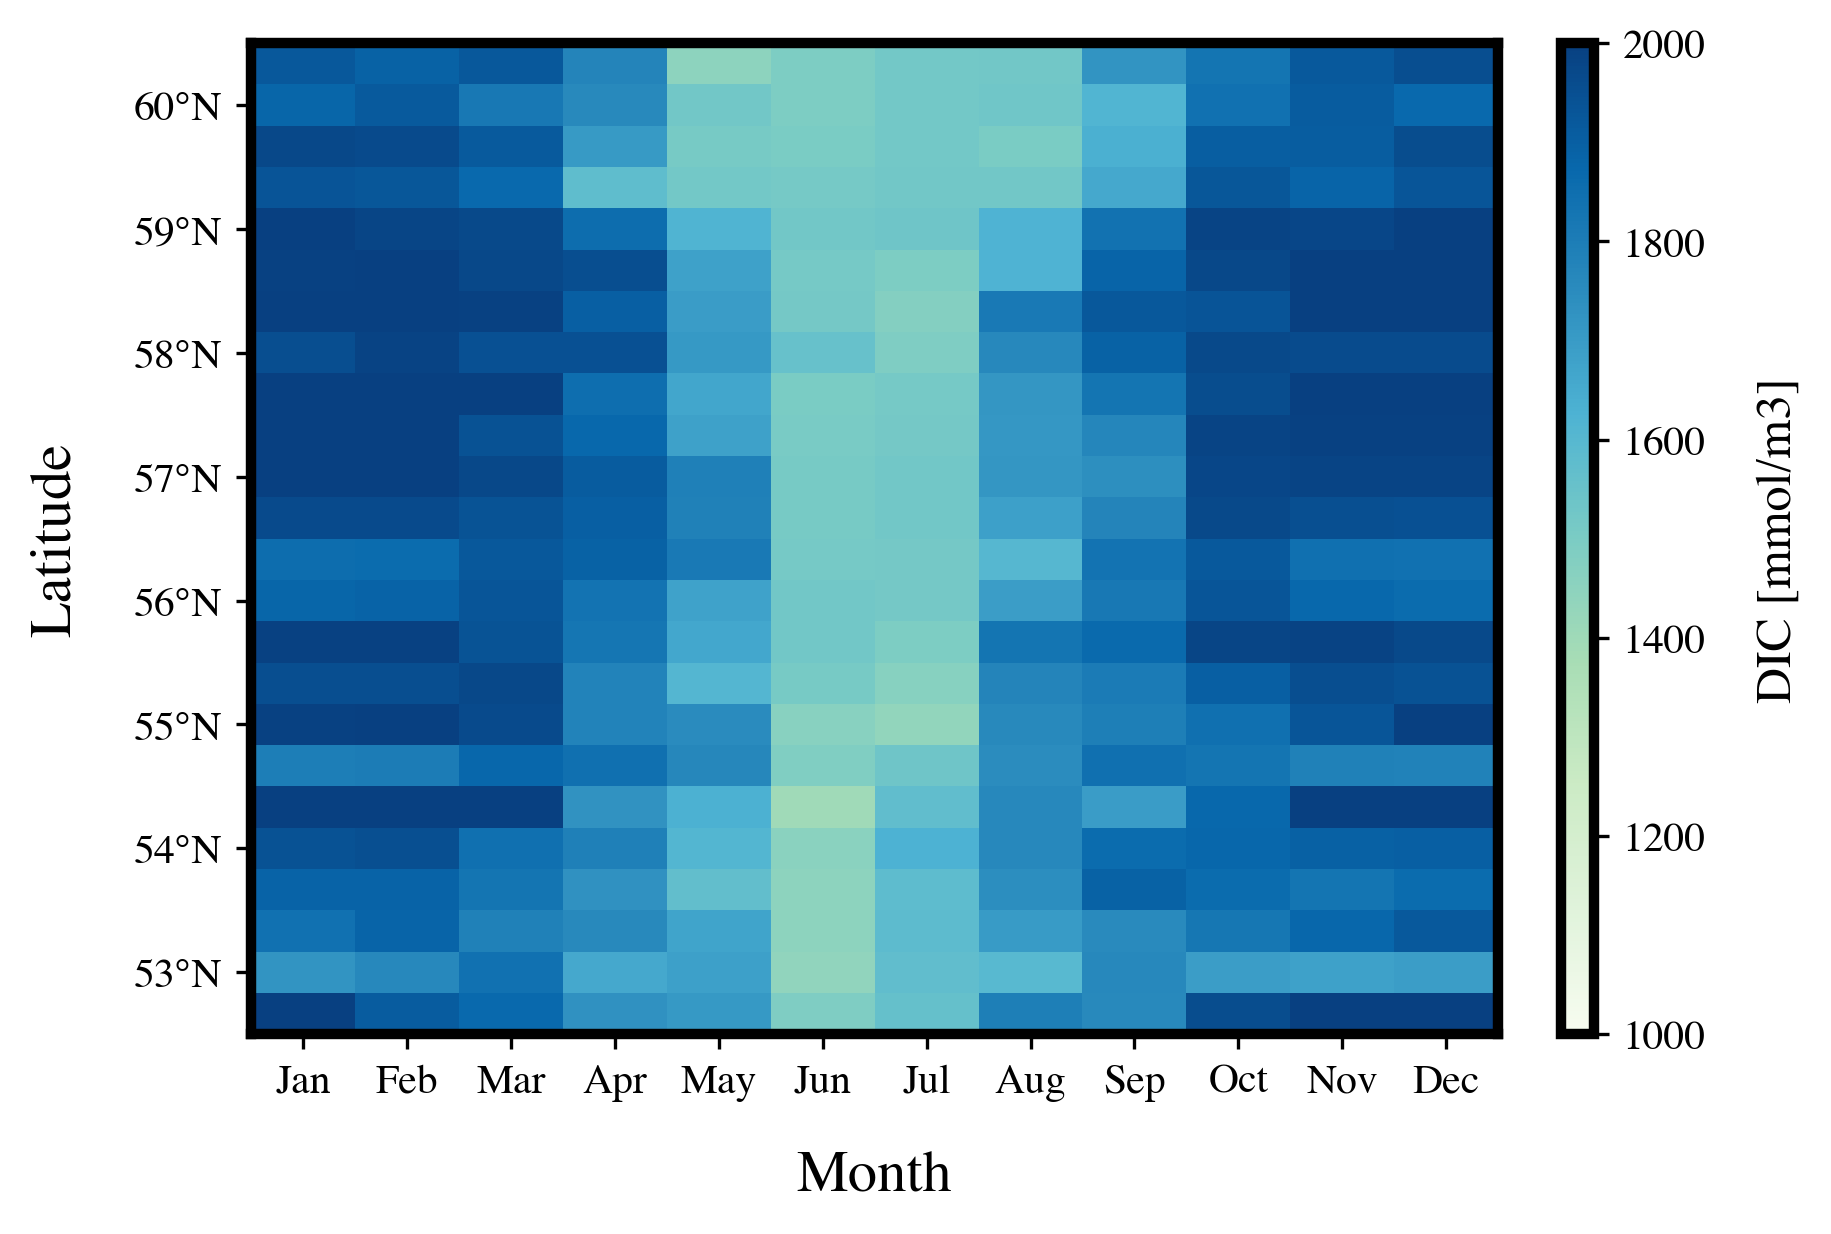 60°N
59°N
58°N
57°N
56°N
55°N
54°N
53°N
Latitude
Jan Feb Mar Apr May Jun Jul Aug Sep Oct Nov Dec
Month
2000
1800
1600
1400
1200
1000
DIC [mmol/m3]